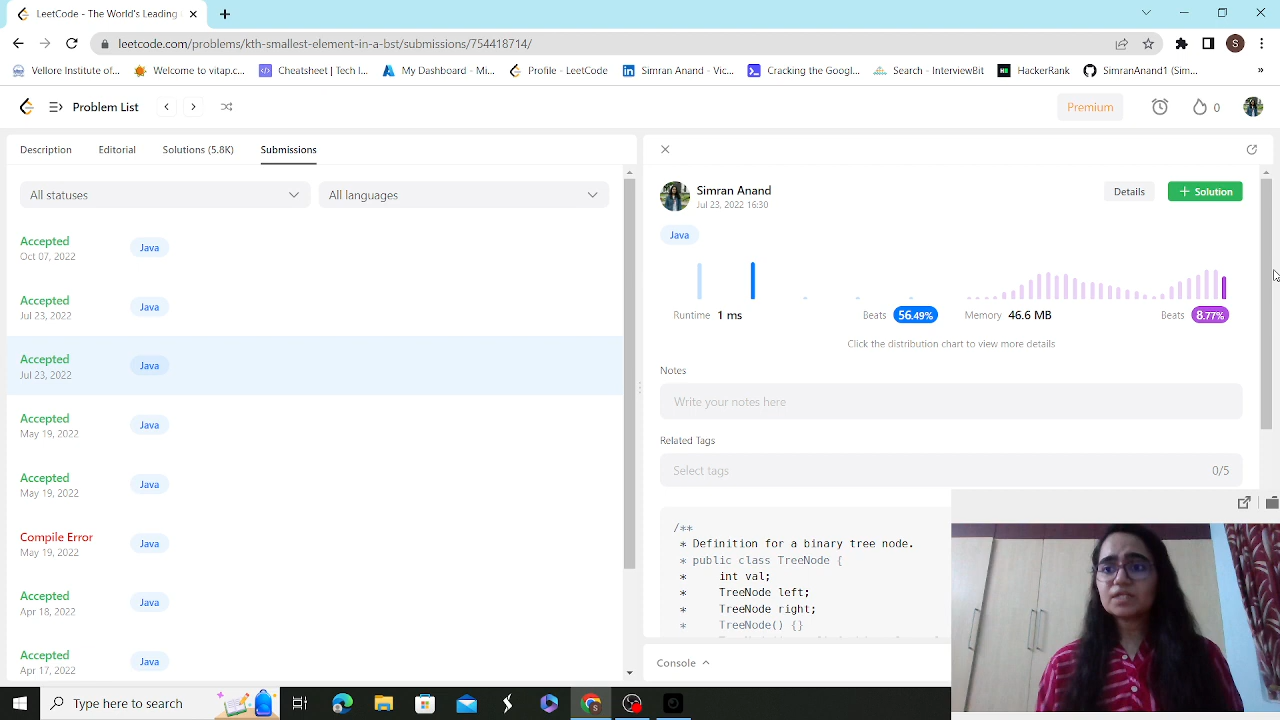 LeetCode - The World's Leading
leetcode.com/problems/kth-smallest-element-in-a-bst/submissions/754418714/
S
Vellore Institute of...
Welcome to vitap.c...
Cheatsheet | Tech I...
My Dashboard - Mi...
Profile - LeetCode
Simran Anand - Vic...
Cracking the Googl...
Search - InterviewBit
HackerRank
SimranAnand1 (Sim...
»
Problem List
Premium
0
Description
Editorial
Solutions (5.8K)
Submissions
All statuses
All languages
Accepted
Oct 07, 2022
Java
Accepted
Jul 23, 2022
Java
Accepted
Jul 23, 2022
Java
Accepted
May 19, 2022
Java
Accepted
May 19, 2022
Java
Compile Error
May 19, 2022
Java
Accepted
Apr 18, 2022
Java
Accepted
Apr 17, 2022
Java
Simran Anand
Jul 23, 2022 16:30
Details
+ Solution
Java
Runtime 1 ms
Beats 56.49%
Memory 46.6 MB
Beats 8.77%
Click the distribution chart to view more details
Notes
Write your notes here
Related Tags
Select tags
0/5
/**
* Definition for a binary tree node.
* public class TreeNode {
* int val;
* TreeNode left;
* TreeNode right;
* TreeNode() {}
Console
Type here to search